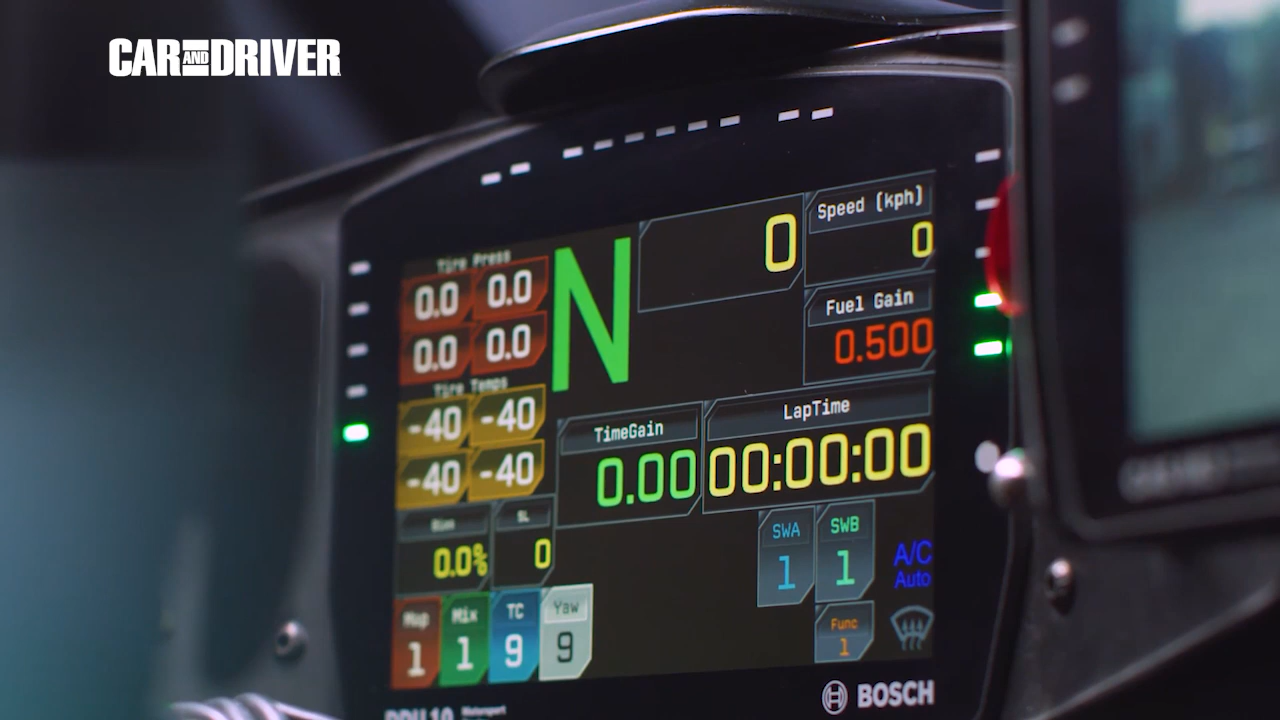 CAR AND DRIVER
Tire Press
0.0 0.0
0.0 0.0
N
0
Speed (kph)
0
Fuel Gain
0.500
Tire Temps
-40 -40
-40 -40
TimeGain
0.00
LapTime
00:00:00
SL
0.0%
0
SWA
1
SWB
1
A/C
Auto
Map
1
Mix
1
TC
9
Yaw
9
Func
1
BOSCH